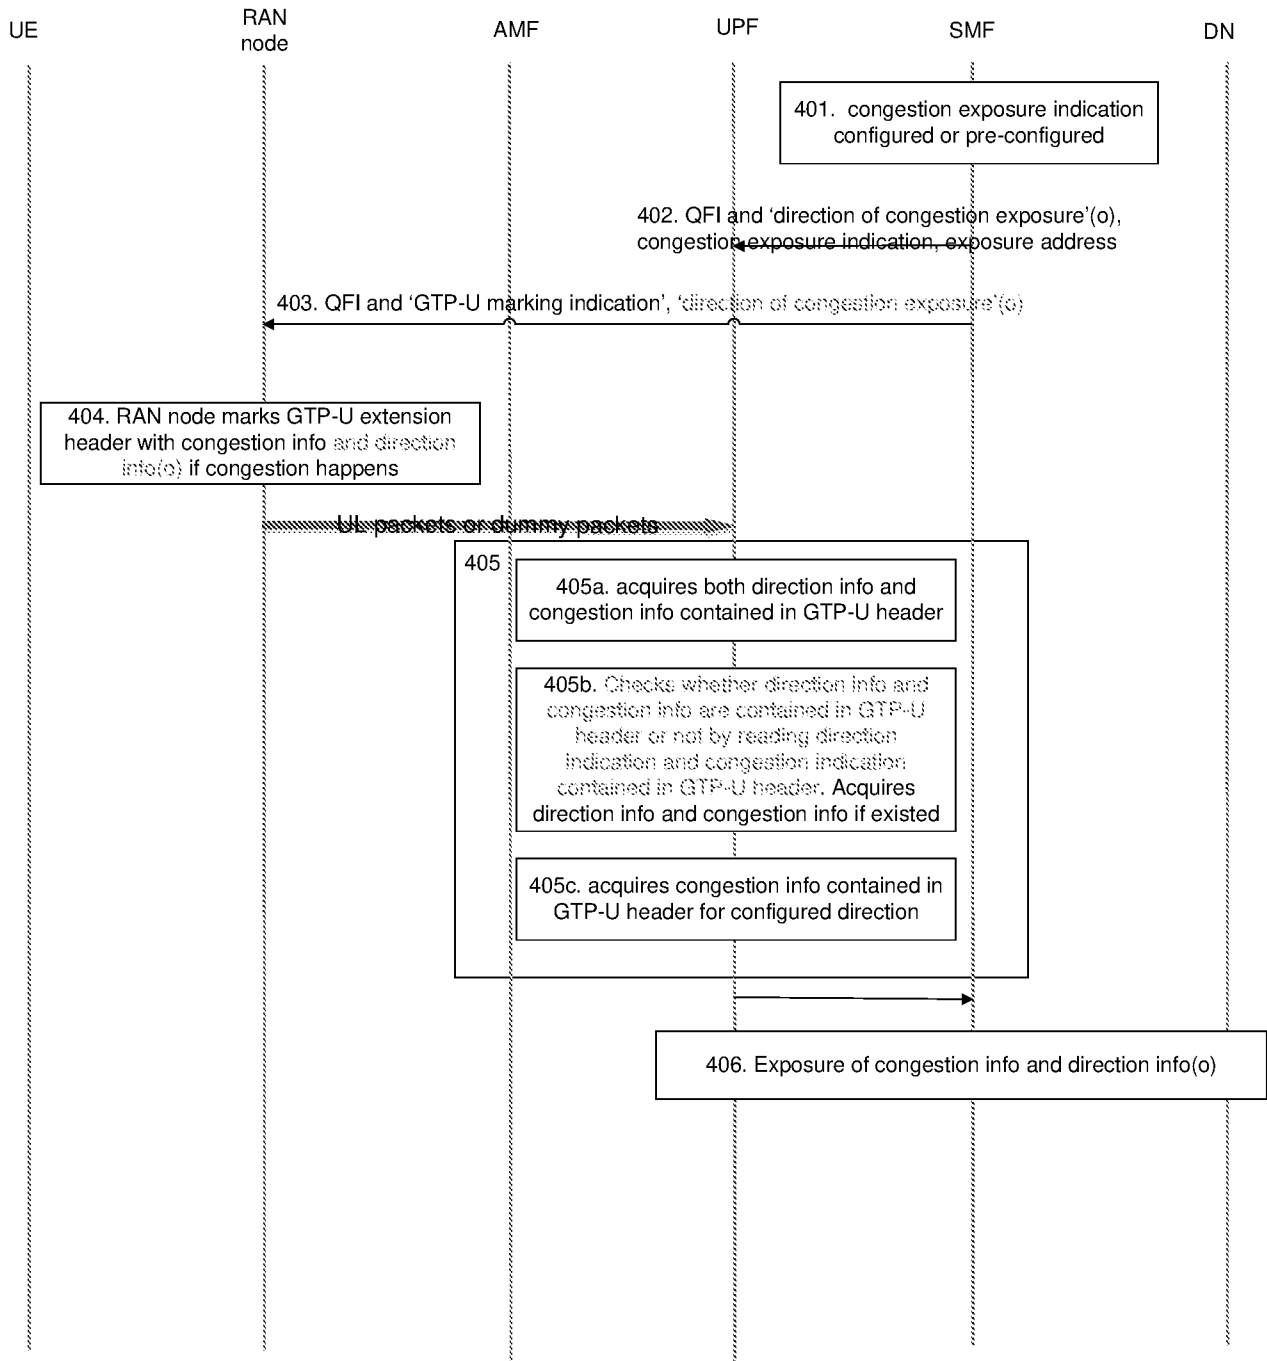 UE
RAN
node
AMF
UPF
SMF
DN
401. congestion exposure indication
configured or pre-configured
402. QFI and ‘direction of congestion exposure’(o),
congestion exposure indication, exposure address
403. QFI and ‘GTP-U marking indication’, ‘direction of congestion exposure’(o)
404. RAN node marks GTP-U extension
header with congestion info and direction
info(o) if congestion happens
UL packets or dummy packets
405
405a. acquires both direction info and
congestion info contained in GTP-U header
405b. Checks whether direction info and
congestion info are contained in GTP-U
header or not by reading direction
indication and congestion indication
contained in GTP-U header. Acquires
direction info and congestion info if existed
405c. acquires congestion info contained in
GTP-U header for configured direction
406. Exposure of congestion info and direction info(o)